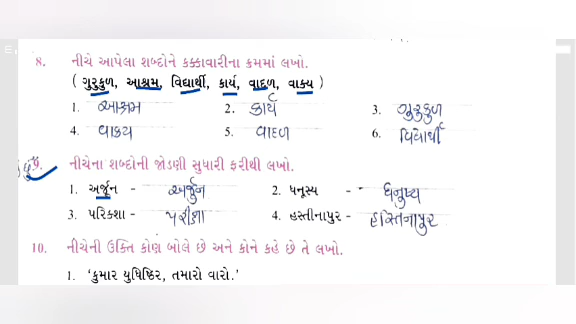 8. નીચે આપેલા શબ્દોને કક્કાવારીના ક્રમમાં લખો.
( ગુરુકુળ, આશ્રમ, વિદ્યાર્થી, કાર્ય, વાદળ, વાક્ય )
1. આશ્રમ 2. કાર્ય 3. ગુરુકુળ
4. વાક્ય 5. વાદળ 6. વિદ્યાર્થી
9. નીચેના શબ્દોની જોડણી સુધારી ફરીથી લખો.
1. અર્જૂન - અર્જુન 2. ધનૂસ્ય - ધનુષ્ય
3. પરિક્શા - પરીક્ષા 4. હસ્તીનાપુર - હસ્તિનાપુર
10. નીચેની ઉક્તિ કોણ બોલે છે અને કોને કહે છે તે લખો.
1. ‘કુમાર યુધિષ્ઠિર, તમારો વારો.’